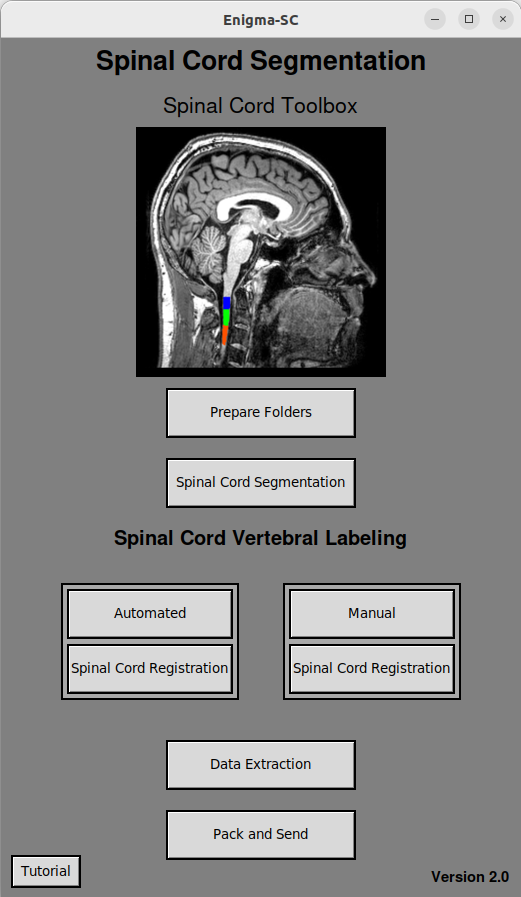 Enigma-SC
Spinal Cord Segmentation
Spinal Cord Toolbox
Prepare Folders
Spinal Cord Segmentation
Spinal Cord Vertebral Labeling
Automated
Manual
Spinal Cord Registration
Spinal Cord Registration
Data Extraction
Pack and Send
Tutorial
Version 2.0